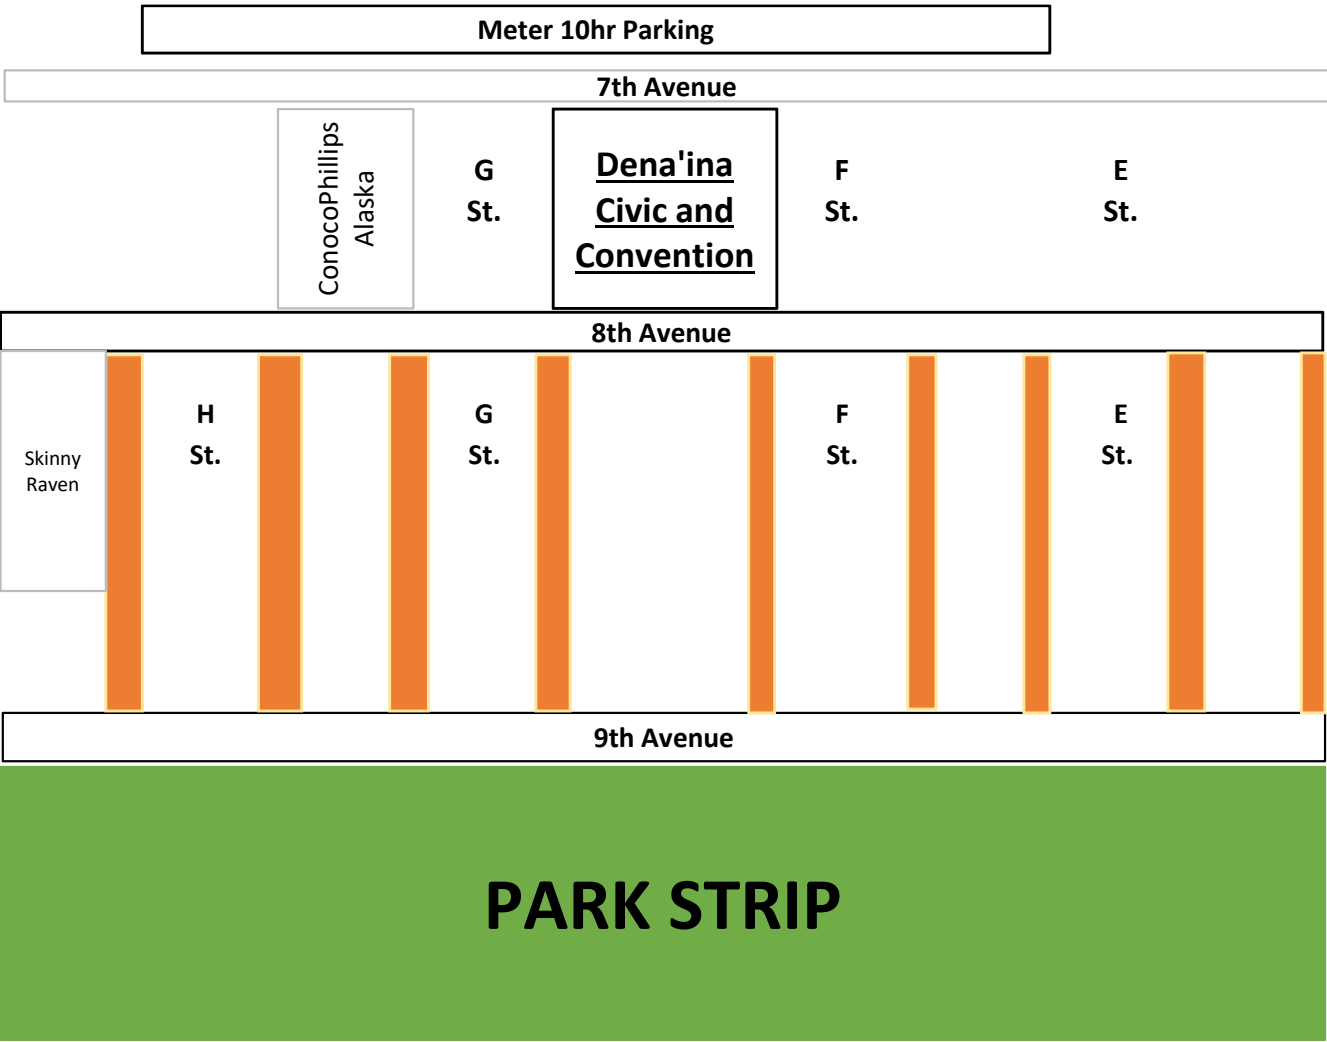 Meter 10hr Parking
7th Avenue
ConocoPhillips
Alaska
G
St.
Dena'ina
Civic and
Convention
F
St.
E
St.
8th Avenue
Skinny
Raven
H
St.
G
St.
F
St.
E
St.
9th Avenue
PARK STRIP